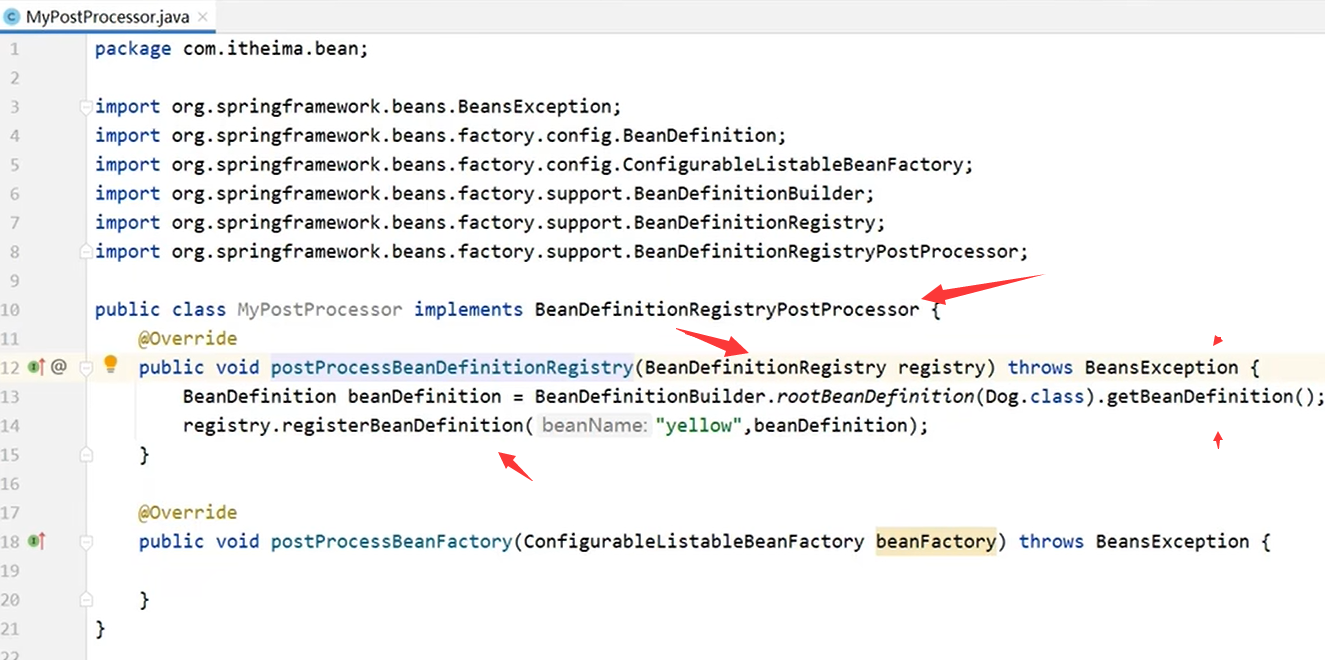 MyPostProcessor.java
1 package com.itheima.bean;
2
3 import org.springframework.beans.BeansException;
4 import org.springframework.beans.factory.config.BeanDefinition;
5 import org.springframework.beans.factory.config.ConfigurableListableBeanFactory;
6 import org.springframework.beans.factory.support.BeanDefinitionBuilder;
7 import org.springframework.beans.factory.support.BeanDefinitionRegistry;
8 import org.springframework.beans.factory.support.BeanDefinitionRegistryPostProcessor;
9
10 public class MyPostProcessor implements BeanDefinitionRegistryPostProcessor {
11 @Override
12 @ public void postProcessBeanDefinitionRegistry(BeanDefinitionRegistry registry) throws BeansException {
13 BeanDefinition beanDefinition = BeanDefinitionBuilder.rootBeanDefinition(Dog.class).getBeanDefinition();
14 registry.registerBeanDefinition( beanName: "yellow",beanDefinition);
15 }
16
17 @Override
18 public void postProcessBeanFactory(ConfigurableListableBeanFactory beanFactory) throws BeansException {
19
20 }
21 }
22